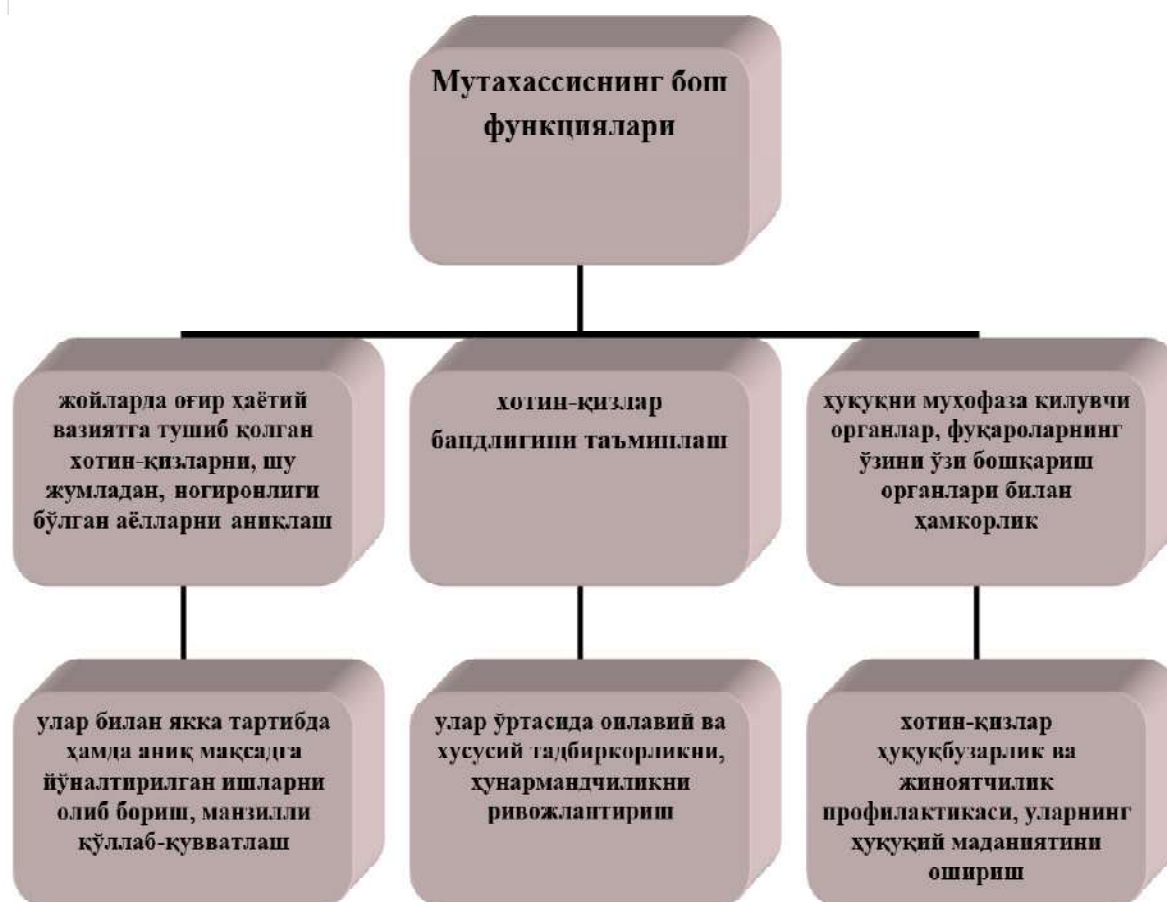 Мутахассиснинг бош
функциялари
жойларда оғир ҳаётий
вазиятга тушиб қолган
хотин-қизларни, шу
жумладан, ногиронлиги
бўлган аёлларни аниқлаш
хотин-қизлар
бандлигини таъминлаш
ҳуқуқни муҳофаза қилувчи
органлар, фуқароларнинг
ўзини ўзи бошқариш
органлари билан
ҳамкорлик
улар билан якка тартибда
ҳамда аниқ мақсадга
йўналтирилган ишларни
олиб бориш, манзилли
қўллаб-қувватлаш
улар ўртасида оилавий ва
хусусий тадбиркорликни,
ҳунармандчиликни
ривожлантириш
хотин-қизлар
ҳуқуқбузарлик ва
жиноятчилик
профилактикаси, уларнинг
ҳуқуқий маданиятини
ошириш